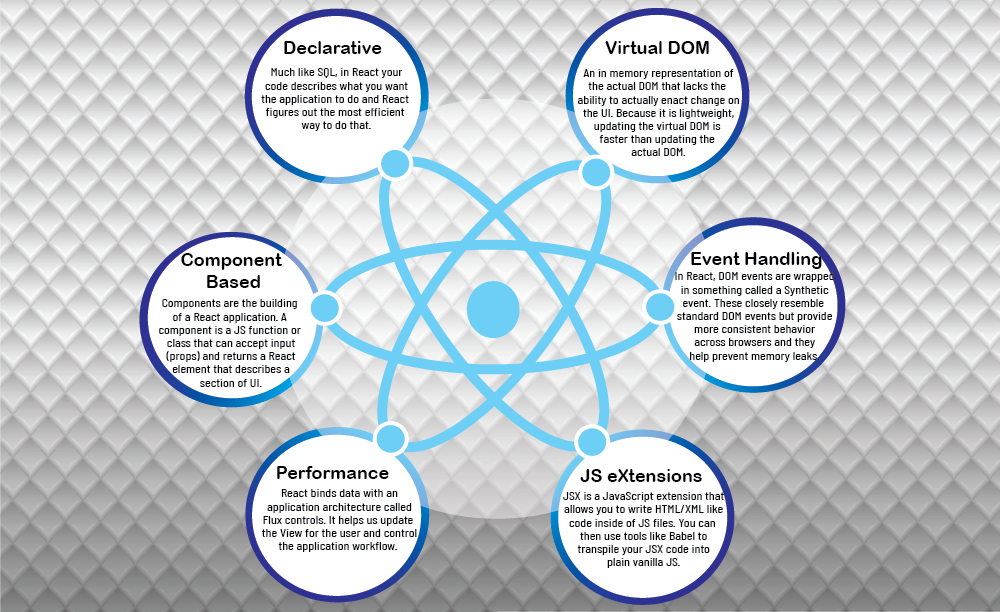 Declarative
Much like SQL, in React your
code describes what you want
the application to do and React
figures out the most efficient
way to do that.
Virtual DOM
An in memory representation of
the actual DOM that lacks the
ability to actually enact change on
the UI. Because it is lightweight,
updating the virtual DOM is
faster than updating the
actual DOM.
Component
Based
Components are the building
of a React application. A
component is a JS function or
class that can accept input
(props) and returns a React
element that describes a
section of UI.
Event Handling
In React, DOM events are wrapped
in something called a Synthetic
event. These closely resemble
standard DOM events but provide
more consistent behavior
across browsers and they
help prevent memory leaks.
Performance
React binds data with an
application architecture called
Flux controls. It helps us update
the View for the user and control
the application workflow.
JS eXtensions
JSX is a JavaScript extension that
allows you to write HTML/XML like
code inside of JS files. You can
then use tools like Babel to
transpile your JSX code into
plain vanilla JS.